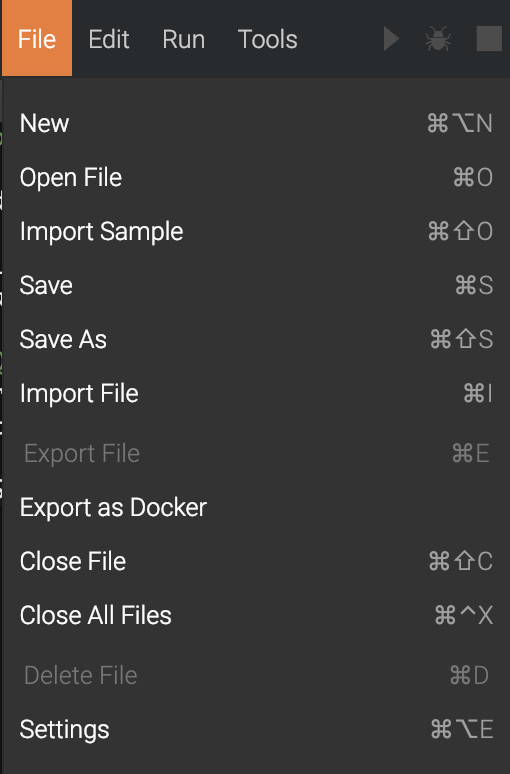 File Edit Run Tools
New ⌘⌥N
Open File ⌘O
Import Sample ⌘⇧O
Save ⌘S
Save As ⌘⇧S
Import File ⌘I
Export File ⌘E
Export as Docker
Close File ⌘⇧C
Close All Files ⌘^X
Delete File ⌘D
Settings ⌘⌥E